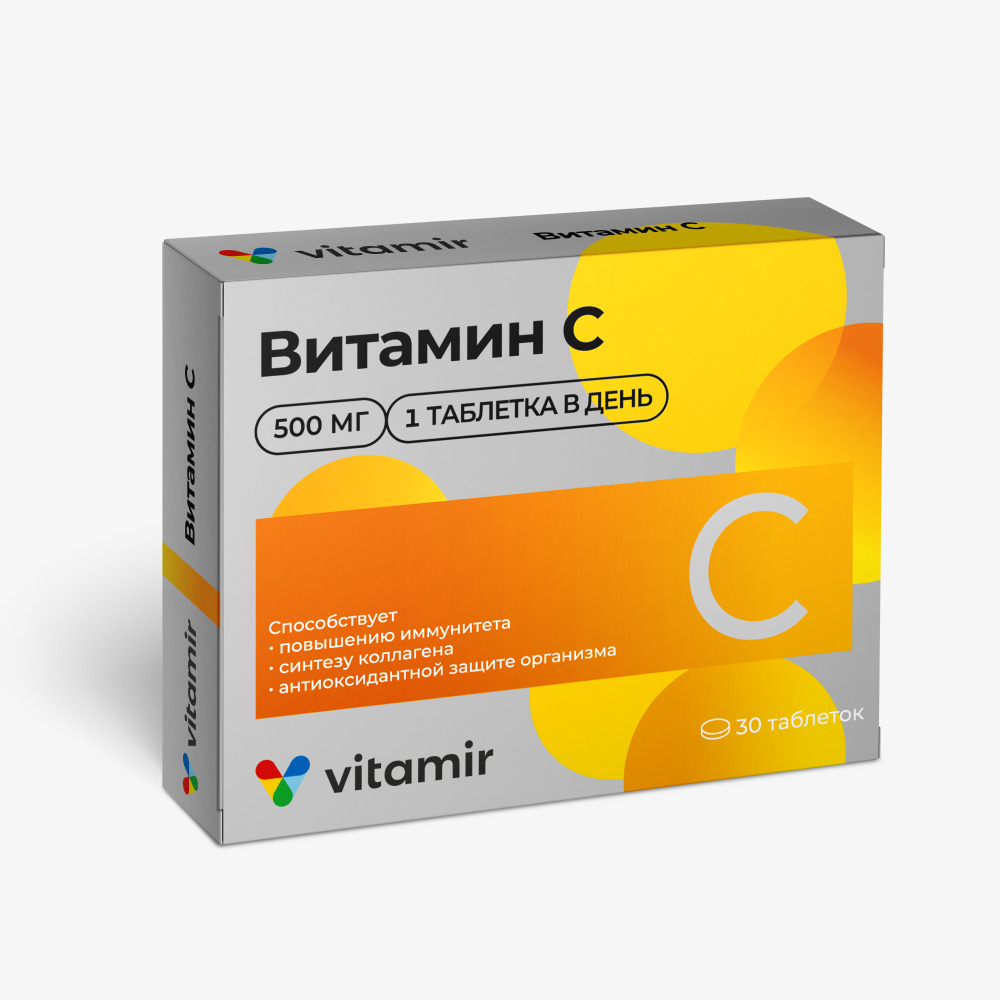 vitamir Витамин С
Витамин С
500 МГ 1 ТАБЛЕТКА В ДЕНЬ
С
Способствует
• повышению иммунитета
• синтезу коллагена
• антиоксидантной защите организма
30 таблеток
vitamir
Витамин С
vitamir